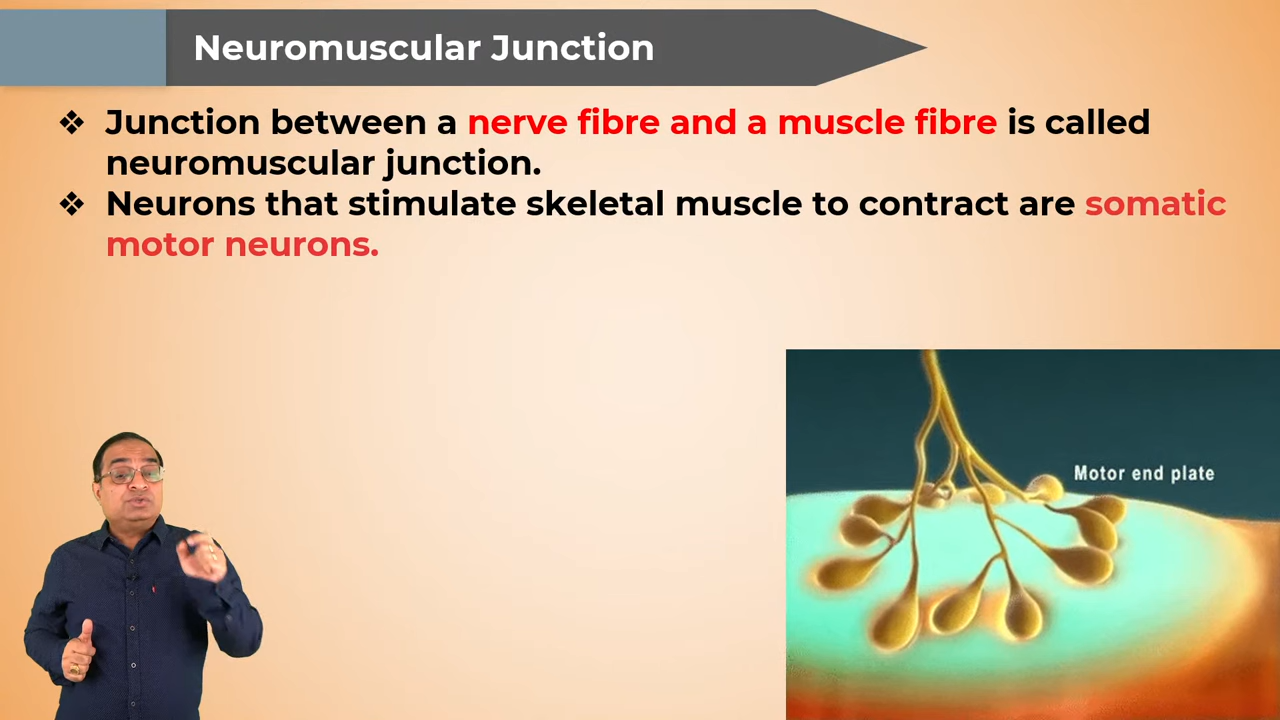 Neuromuscular Junction
❖ Junction between a nerve fibre and a muscle fibre is called
neuromuscular junction.
❖ Neurons that stimulate skeletal muscle to contract are somatic
motor neurons.
Motor end plate